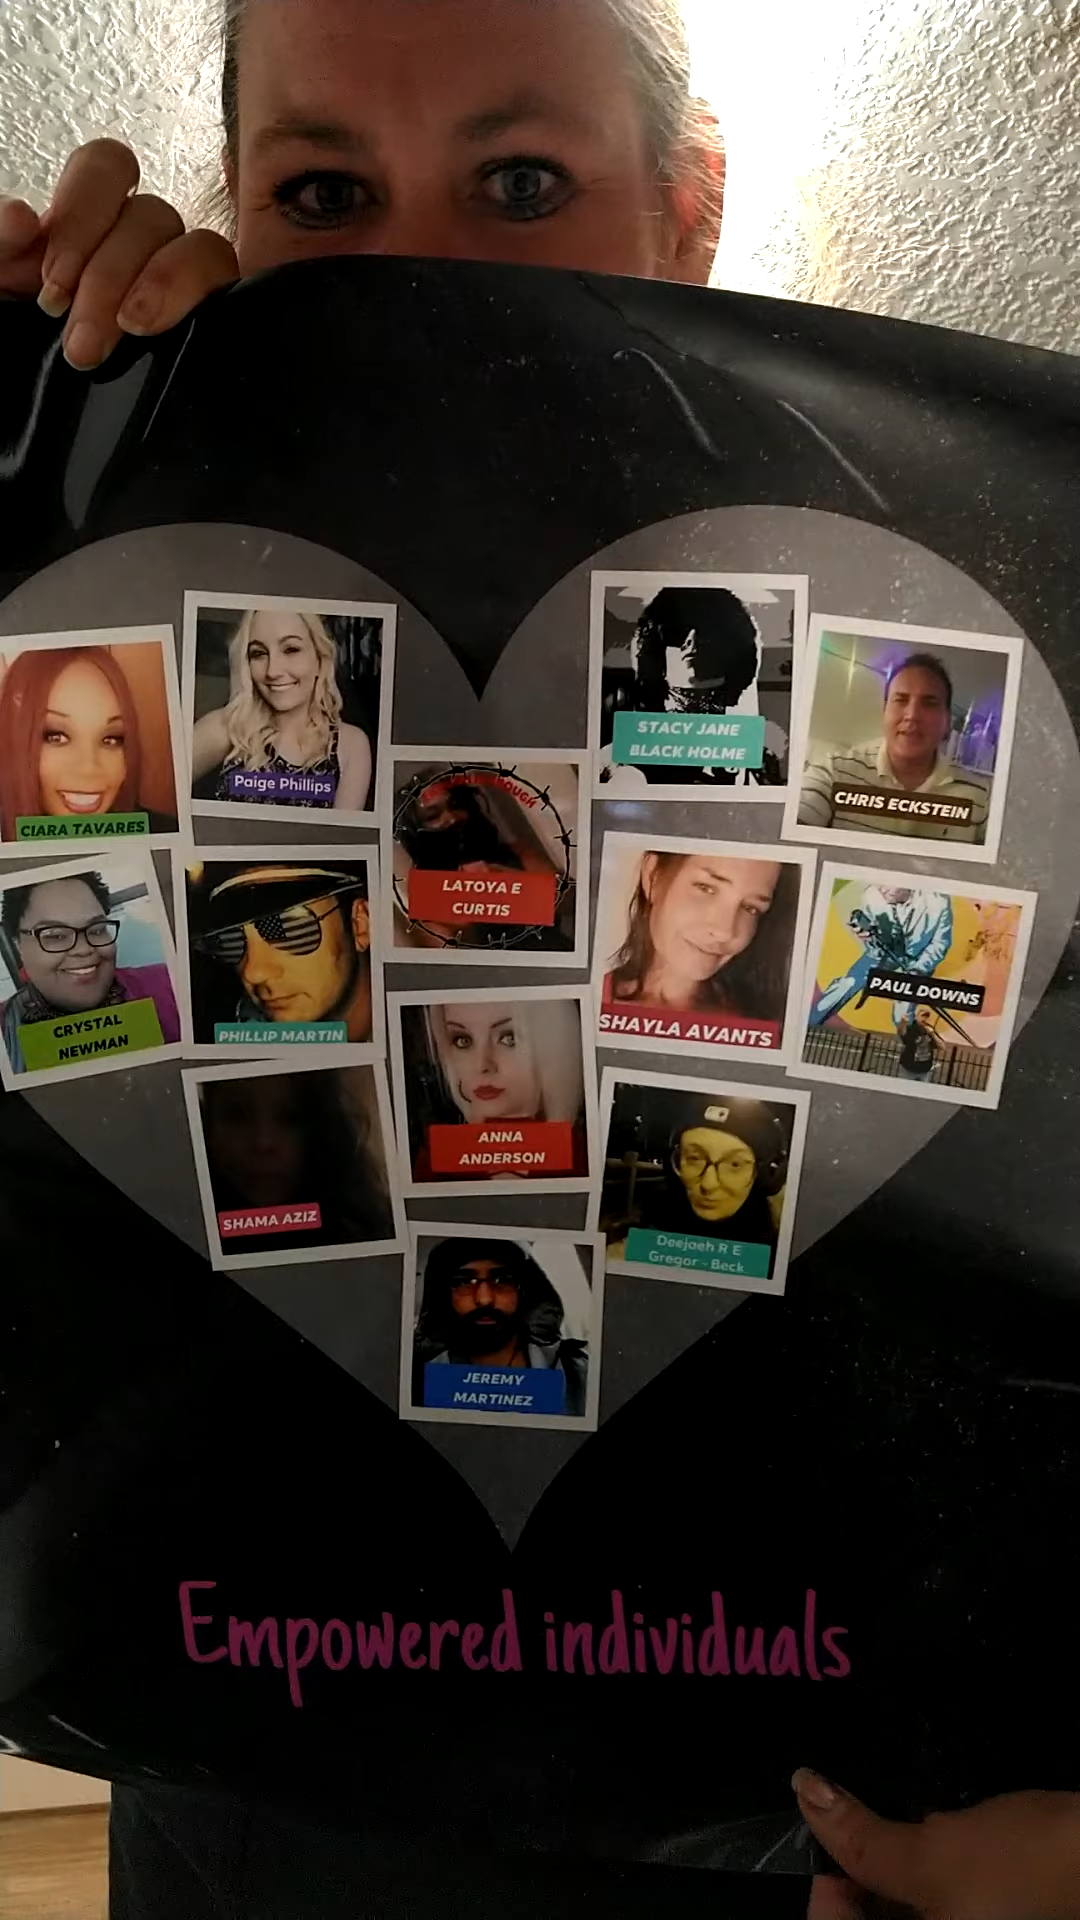 Paige Phillips
STACY JANE
BLACK HOLME
CHRIS ECKSTEIN
CIARA TAVARES
LATOYA E
CURTIS
PAUL DOWNS
CRYSTAL
NEWMAN
PHILLIP MARTIN
SHAYLA AVANTS
ANNA
ANDERSON
SHAMA AZIZ
Deejaeh R E
Gregor - Beck
JEREMY
MARTINEZ
Empowered individuals